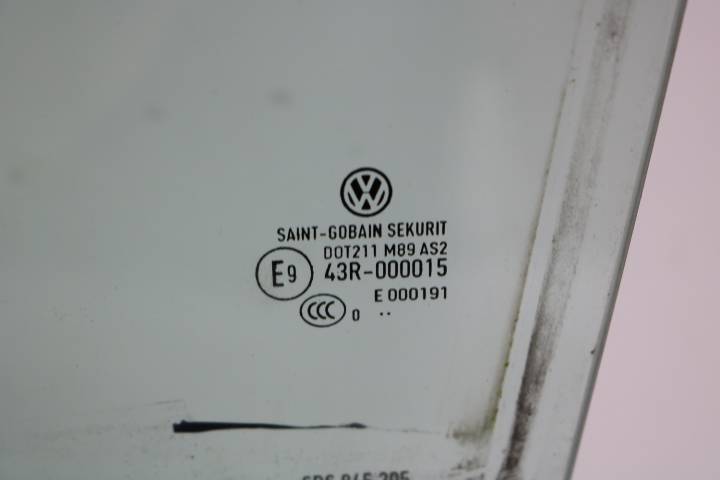 SAINT-GOBAIN SEKURIT
DOT211 M89 AS2
E9 43R-000015
E 000191
CCC 0 ..